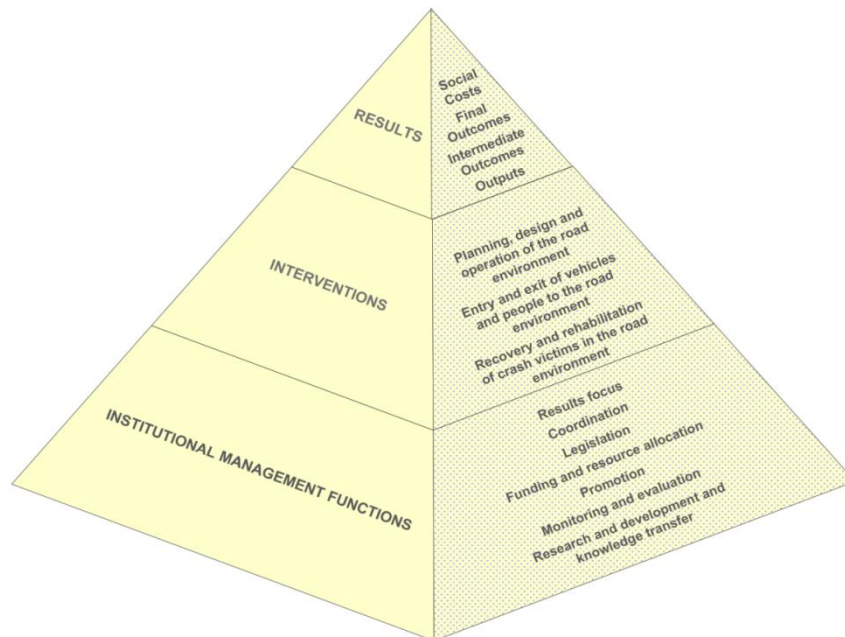 RESULTS
Social
Costs
Final
Outcomes
Intermediate
Outcomes
Outputs
INTERVENTIONS
Planning, design and
operation of the road
environment
Entry and exit of vehicles
and people to the road
environment
Recovery and rehabilitation
of crash victims in the road
environment
INSTITUTIONAL MANAGEMENT FUNCTIONS
Results focus
Coordination
Legislation
Funding and resource allocation
Promotion
Monitoring and evaluation
Research and development and
knowledge transfer